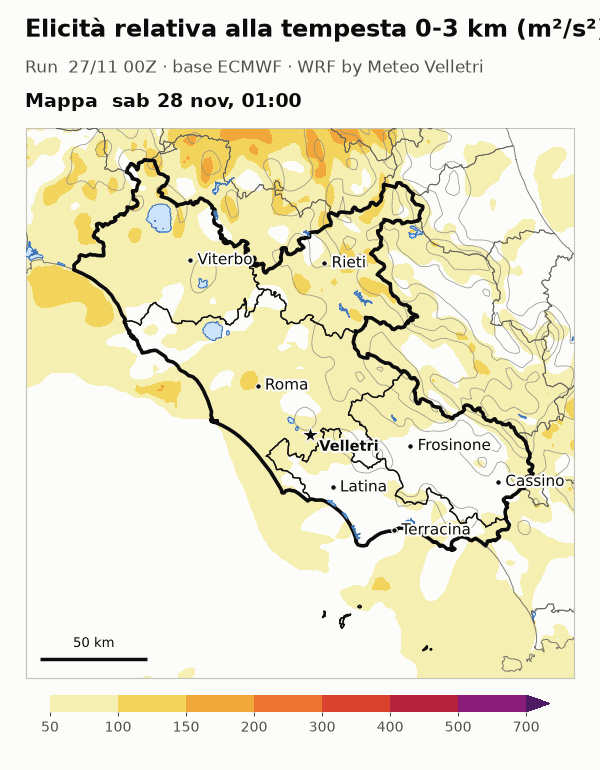 Elicità relativa alla tempesta 0-3 km (m²/s²)
Run  27/11 00Z · base ECMWF · WRF by Meteo Velletri
Mappa  sab 28 nov, 01:00
Viterbo
Rieti
Roma
Velletri
Frosinone
Latina
Cassino
Terracina
50 km
50 100 150 200 300 400 500 700